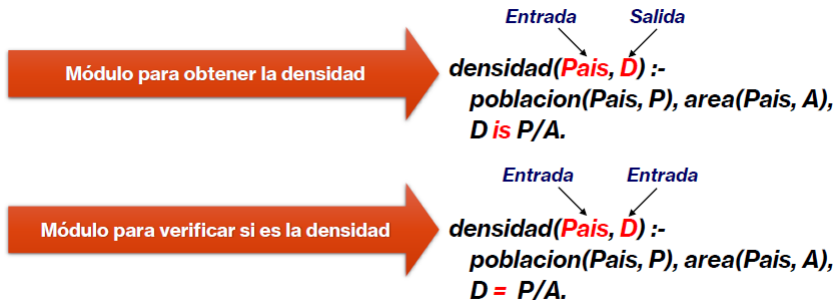 Entrada Salida
Módulo para obtener la densidad
densidad(Pais, D) :-
poblacion(Pais, P), area(Pais, A),
D is P/A.
Entrada Entrada
Módulo para verificar si es la densidad
densidad(Pais, D) :-
poblacion(Pais, P), area(Pais, A),
D = P/A.